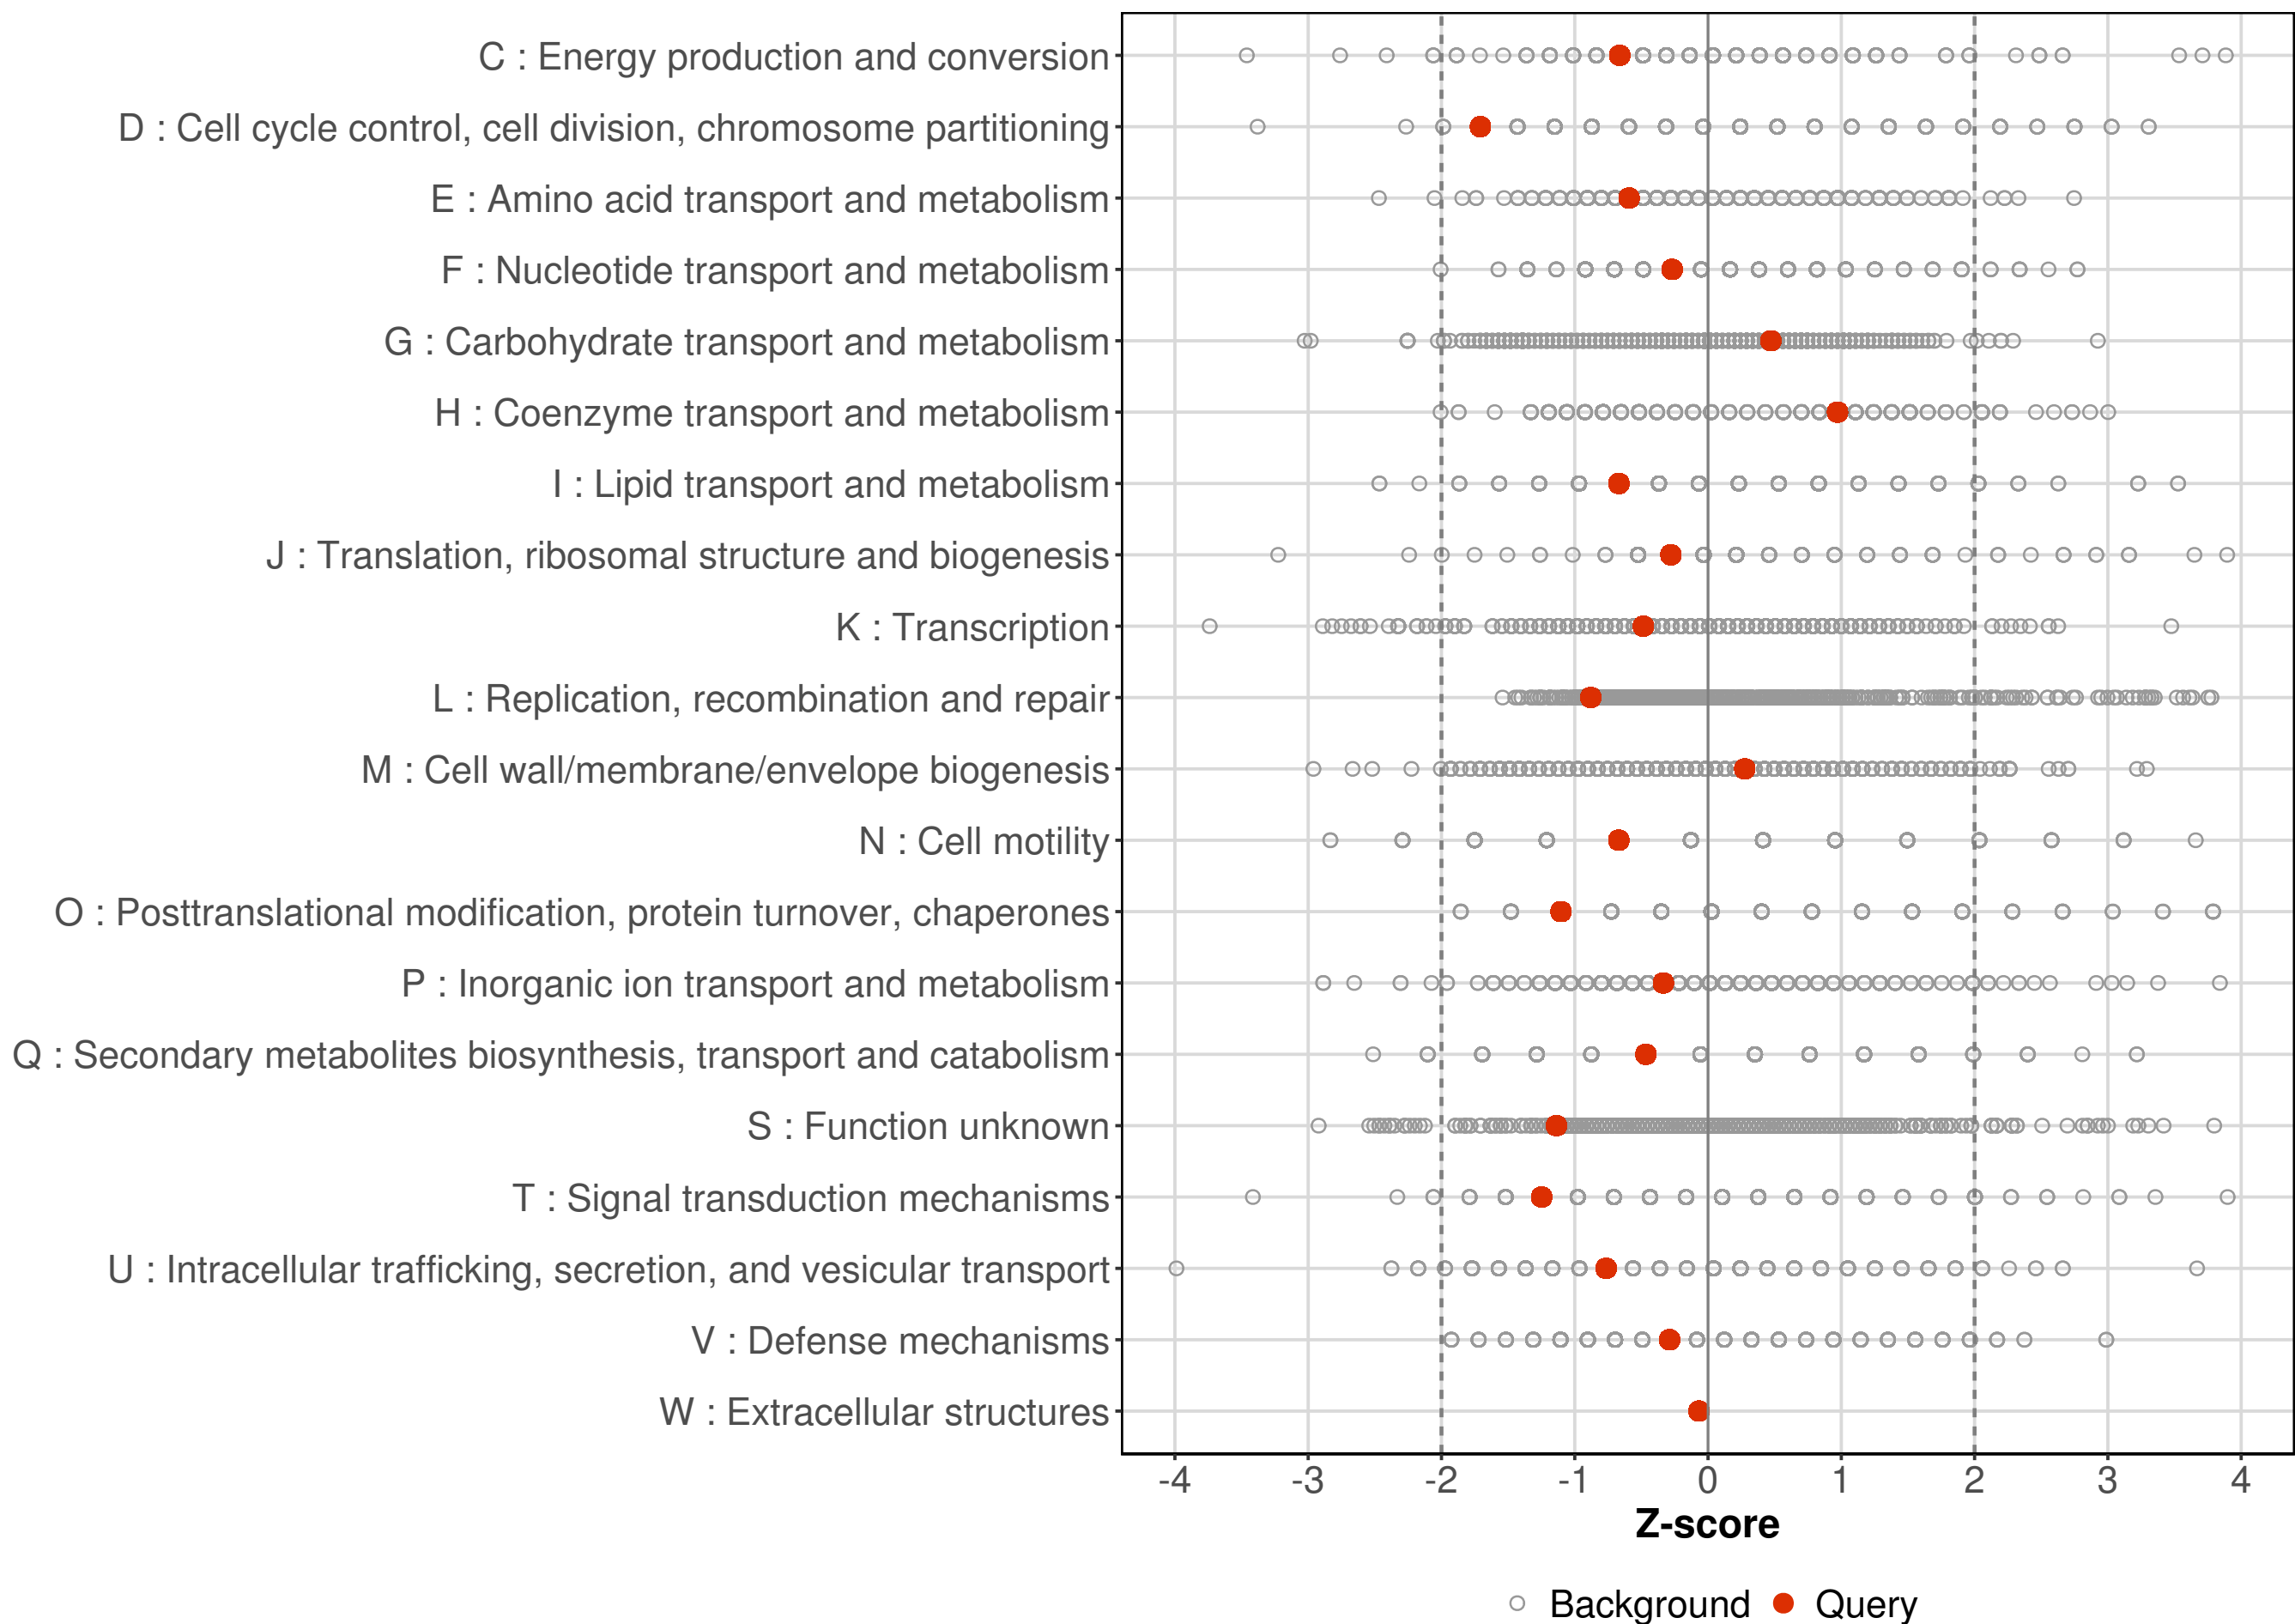 C : Energy production and conversion
D : Cell cycle control, cell division, chromosome partitioning
E : Amino acid transport and metabolism
F : Nucleotide transport and metabolism
G : Carbohydrate transport and metabolism
H : Coenzyme transport and metabolism
I : Lipid transport and metabolism
J : Translation, ribosomal structure and biogenesis
K : Transcription
L : Replication, recombination and repair
M : Cell wall/membrane/envelope biogenesis
N : Cell motility
O : Posttranslational modification, protein turnover, chaperones
P : Inorganic ion transport and metabolism
Q : Secondary metabolites biosynthesis, transport and catabolism
S : Function unknown
T : Signal transduction mechanisms
U : Intracellular trafficking, secretion, and vesicular transport
V : Defense mechanisms
W : Extracellular structures
-4 -3 -2 -1 0 1 2 3 4
Z-score
Background Query